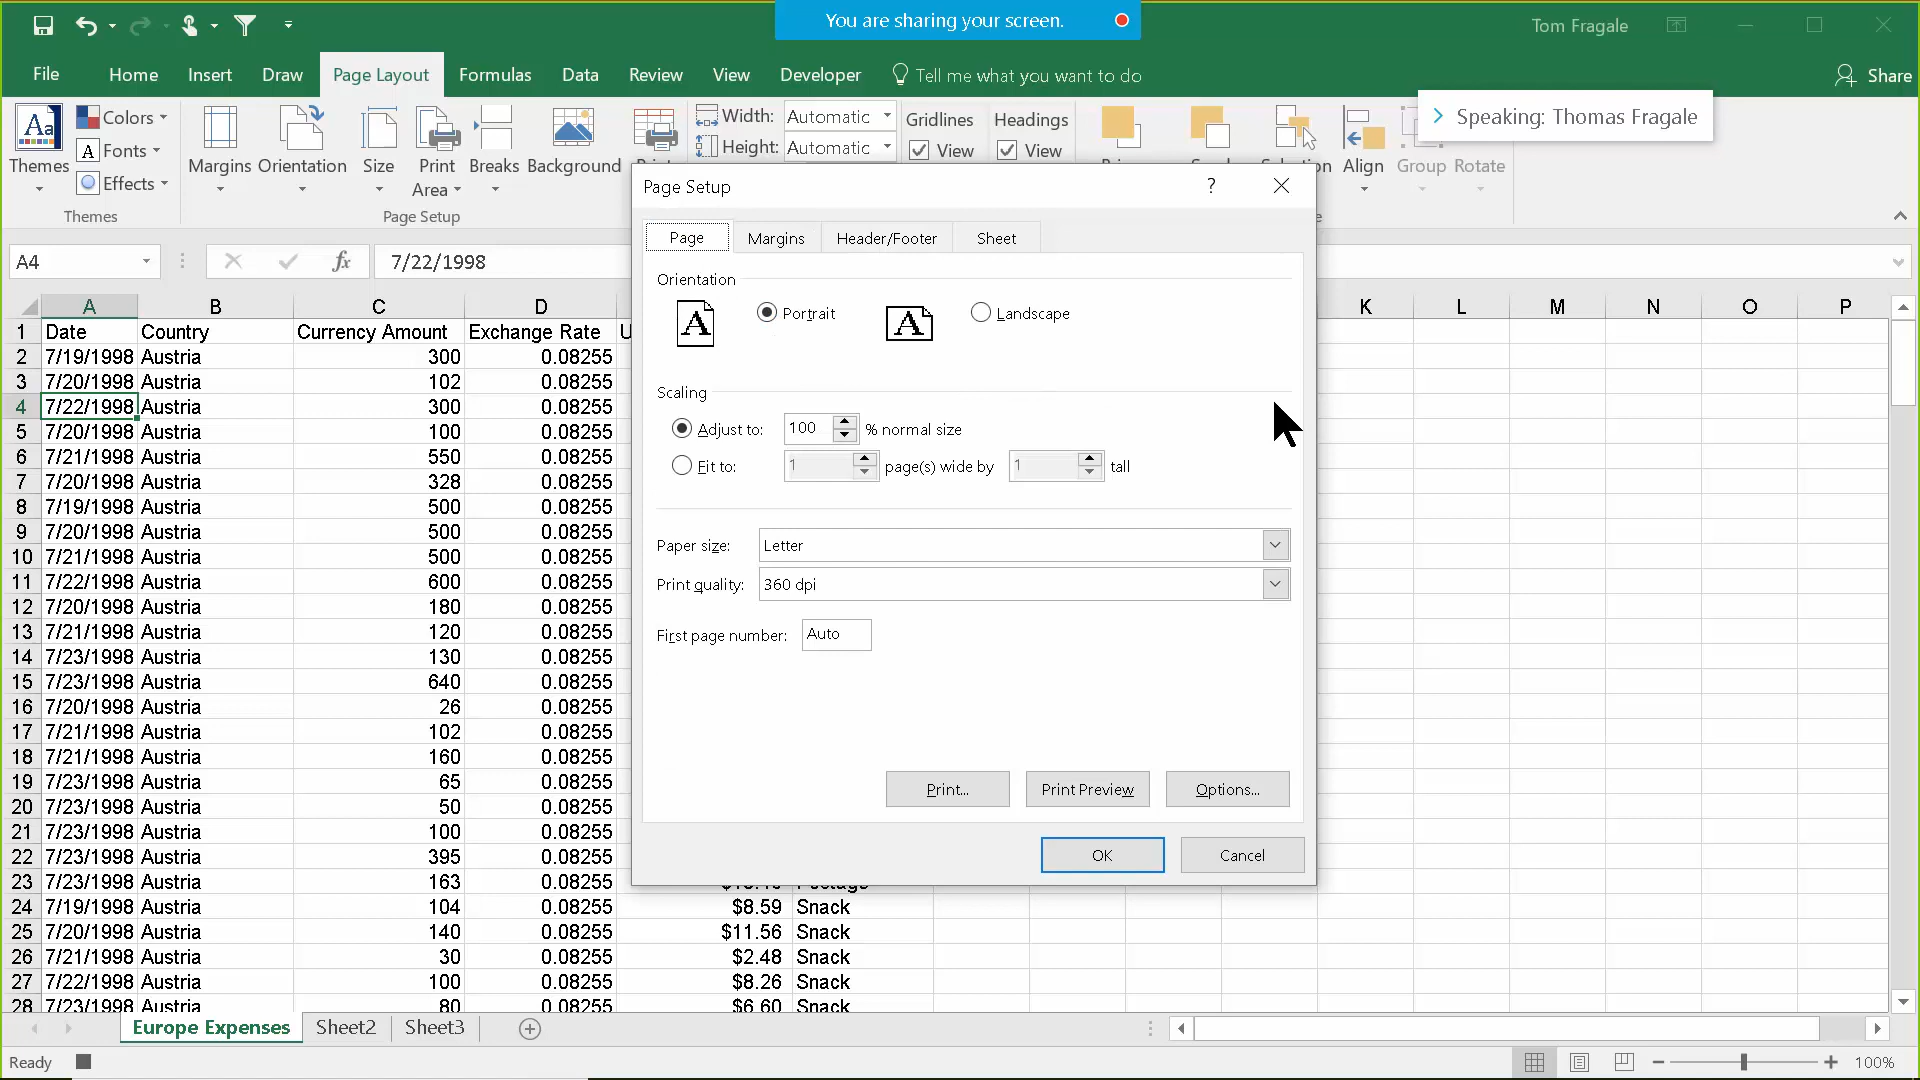 You are sharing your screen.
Tom Fragale
File Home Insert Draw Page Layout Formulas Data Review View Developer Tell me what you want to do Share
Speaking: Thomas Fragale
Themes Colors Fonts Effects Margins Orientation Size Print Area Breaks Background
Width: Automatic Height: Automatic Gridlines View Headings View
Align Group Rotate
Themes Page Setup
A4 fx 7/22/1998
Page Setup ?
Page Margins Header/Footer Sheet
Orientation
A Portrait A Landscape
Scaling
Adjust to: 100 % normal size
Fit to: 1 page(s) wide by 1 tall
Paper size: Letter
Print quality: 360 dpi
First page number: Auto
Print... Print Preview Options...
OK Cancel
A B C D K L M N O P
1 Date Country Currency Amount Exchange Rate U
2 7/19/1998 Austria 300 0.08255
3 7/20/1998 Austria 102 0.08255
4 7/22/1998 Austria 300 0.08255
5 7/20/1998 Austria 100 0.08255
6 7/21/1998 Austria 550 0.08255
7 7/20/1998 Austria 328 0.08255
8 7/19/1998 Austria 500 0.08255
9 7/20/1998 Austria 500 0.08255
10 7/21/1998 Austria 500 0.08255
11 7/22/1998 Austria 600 0.08255
12 7/20/1998 Austria 180 0.08255
13 7/21/1998 Austria 120 0.08255
14 7/23/1998 Austria 130 0.08255
15 7/23/1998 Austria 640 0.08255
16 7/20/1998 Austria 26 0.08255
17 7/21/1998 Austria 102 0.08255
18 7/21/1998 Austria 160 0.08255
19 7/23/1998 Austria 65 0.08255
20 7/23/1998 Austria 50 0.08255
21 7/23/1998 Austria 100 0.08255
22 7/23/1998 Austria 395 0.08255
23 7/23/1998 Austria 163 0.08255
24 7/19/1998 Austria 104 0.08255 $8.59 Snack
25 7/20/1998 Austria 140 0.08255 $11.56 Snack
26 7/21/1998 Austria 30 0.08255 $2.48 Snack
27 7/22/1998 Austria 100 0.08255 $8.26 Snack
28 7/23/1998 Austria 80 0.08255 $6.60 Snack
Europe Expenses Sheet2 Sheet3
Ready 100%